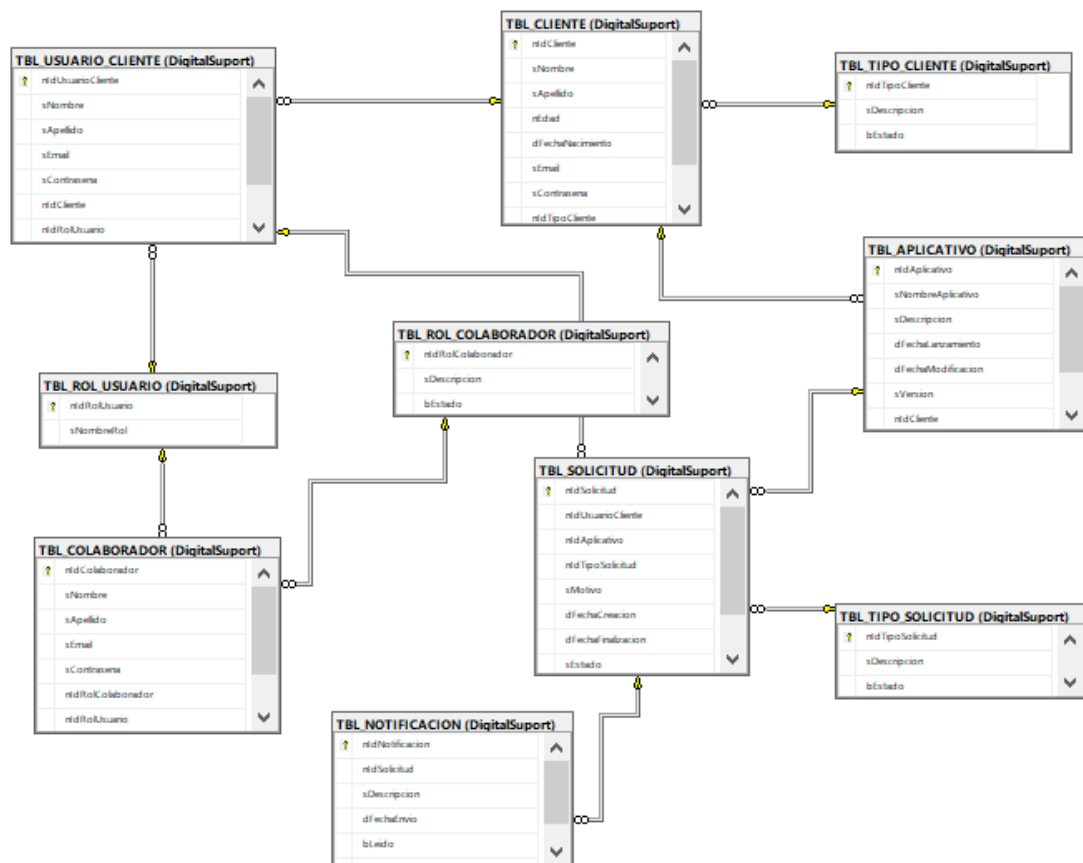 TBL_USUARIO_CLIENTE (DigitalSuport)
nIdUsuarioCliente
sNombre
sApellido
sEmail
sContrasena
nIdCliente
nIdRolUsuario
TBL_CLIENTE (DigitalSuport)
nIdCliente
sNombre
sApellido
nEdad
dFechaNacimiento
sEmail
sContrasena
nIdTipoCliente
TBL_TIPO_CLIENTE (DigitalSuport)
nIdTipoCliente
sDescripcion
bEstado
TBL_APLICATIVO (DigitalSuport)
nIdAplicativo
sNombreAplicativo
sDescripcion
dFechaLanzamiento
dFechaModificacion
sVersion
nIdCliente
TBL_ROL_COLABORADOR (DigitalSuport)
nIdRolColaborador
sDescripcion
bEstado
TBL_ROL_USUARIO (DigitalSuport)
nIdRolUsuario
sNombreRol
TBL_SOLICITUD (DigitalSuport)
nIdSolicitud
nIdUsuarioCliente
nIdAplicativo
nIdTipoSolicitud
sMotivo
dFechaCreacion
dFechaFinalizacion
sEstado
TBL_COLABORADOR (DigitalSuport)
nIdColaborador
sNombre
sApellido
sEmail
sContrasena
nIdRolColaborador
nIdRolUsuario
TBL_TIPO_SOLICITUD (DigitalSuport)
nIdTipoSolicitud
sDescripcion
bEstado
TBL_NOTIFICACION (DigitalSuport)
nIdNotificacion
nIdSolicitud
sDescripcion
dFechaEnvio
bLeido